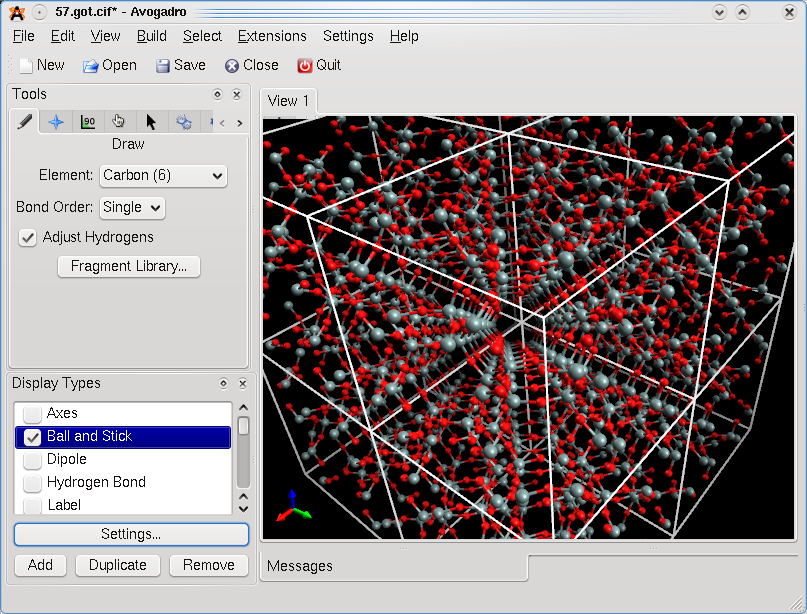 57.got.cif* - Avogadro
File Edit View Build Select Extensions Settings Help
New Open Save Close Quit
Tools
View 1
90
Draw
Element: Carbon (6)
Bond Order: Single
Adjust Hydrogens
Fragment Library...
Display Types
Axes
Ball and Stick
Dipole
Hydrogen Bond
Label
Settings...
Add Duplicate Remove
Messages